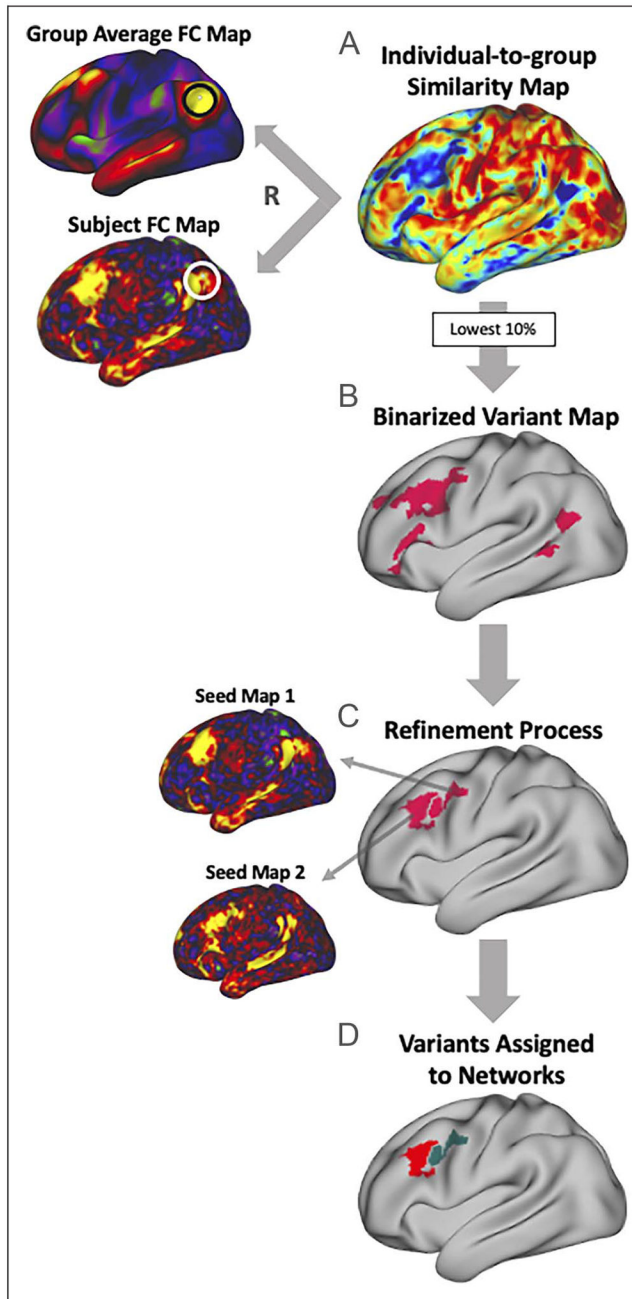 Group Average FC Map
A
Individual-to-group
Similarity Map
R
Subject FC Map
Lowest 10%
B
Binarized Variant Map
C
Refinement Process
Seed Map 1
Seed Map 2
D
Variants Assigned
to Networks